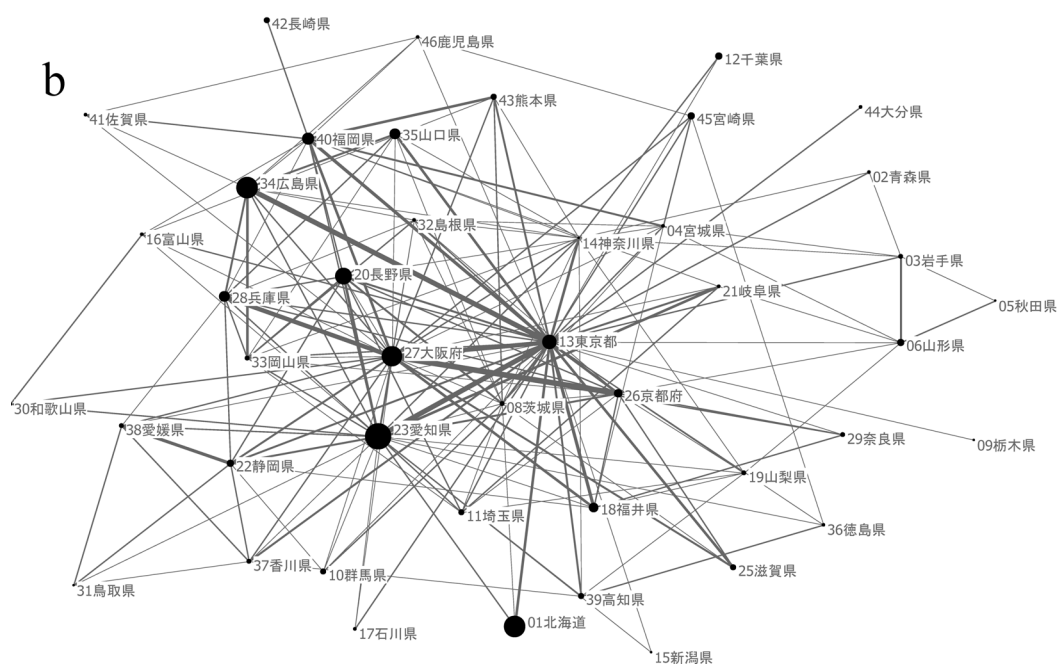 42長崎県
46鹿児島県
12千葉県
b
43熊本県
44大分県
41佐賀県
40福岡県
35山口県
45宮崎県
02青森県
34広島県
32島根県
04宮城県
16富山県
14神奈川県
03岩手県
20長野県
21岐阜県
05秋田県
28兵庫県
13東京都
06山形県
27大阪府
33岡山県
26京都府
30和歌山県
08茨城県
38愛媛県
23愛知県
29奈良県
09栃木県
22静岡県
19山梨県
18福井県
11埼玉県
36徳島県
37香川県
10群馬県
25滋賀県
31鳥取県
39高知県
01北海道
17石川県
15新潟県